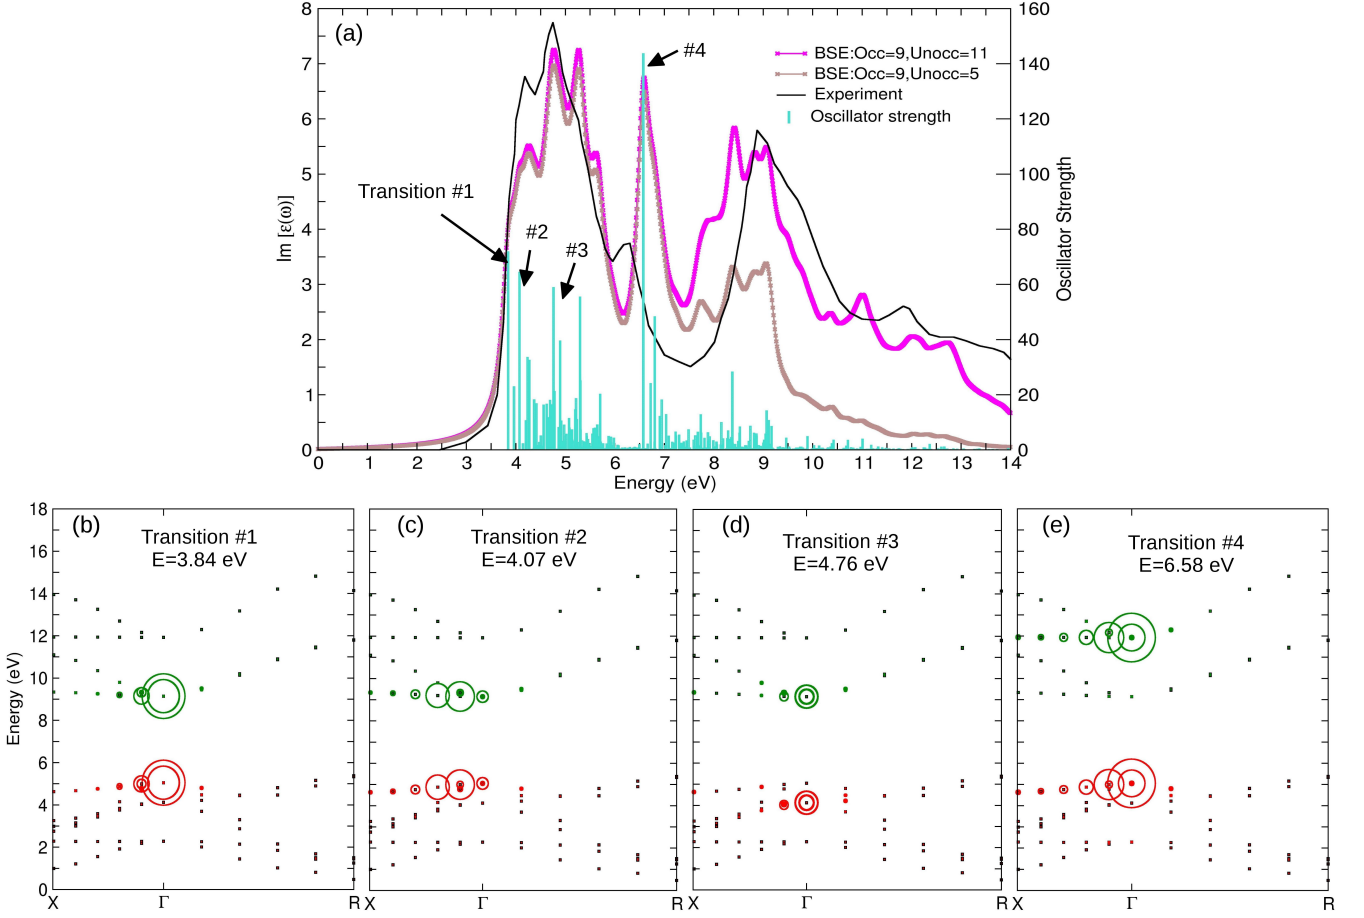 (a)
8
7
6
5
4
3
2
1
0
Im [ε(ω)]
160
140
120
100
80
60
40
20
0
Oscillator Strength
#4
BSE:Occ=9,Unocc=11
BSE:Occ=9,Unocc=5
Experiment
Oscillator strength
Transition #1
#2
#3
0 1 2 3 4 5 6 7 8 9 10 11 12 13 14
Energy (eV)
18
16
14
12
10
8
6
4
2
0
Energy (eV)
(b)
Transition #1
E=3.84 eV
X Γ R
(c)
Transition #2
E=4.07 eV
X Γ R
(d)
Transition #3
E=4.76 eV
X Γ R
(e)
Transition #4
E=6.58 eV
X Γ R